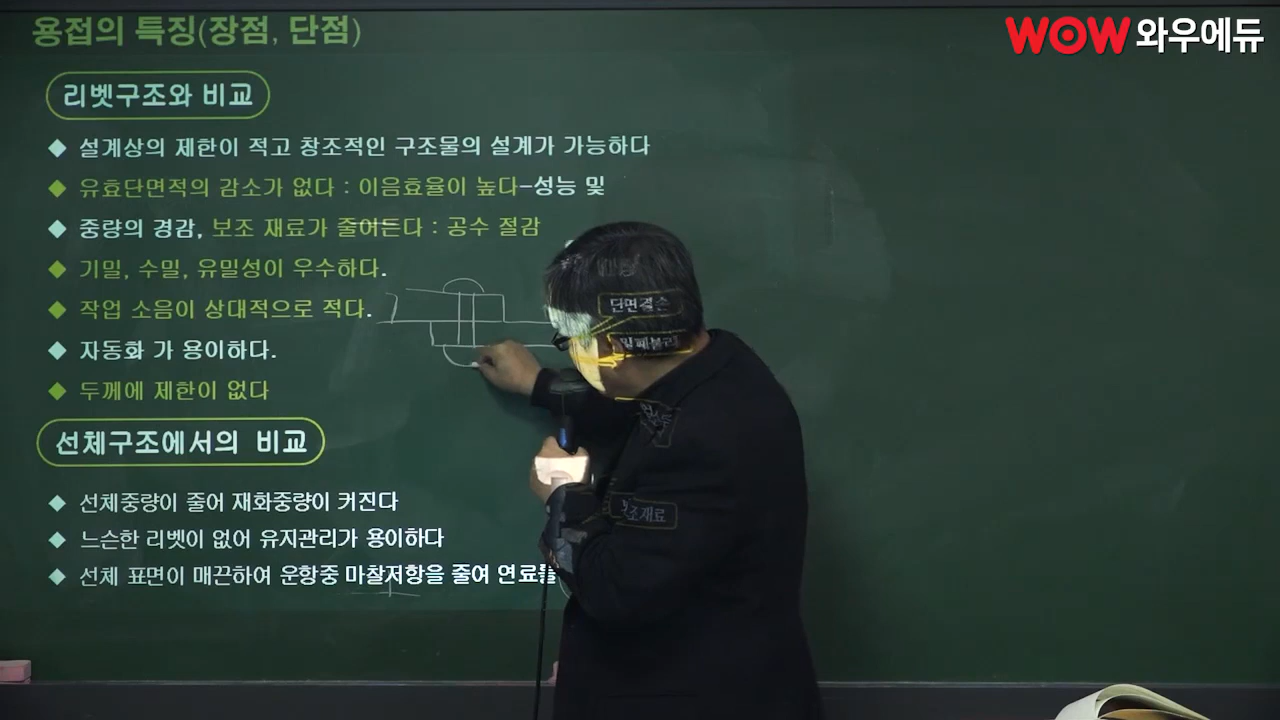 용접의 특징(장점, 단점)
WOW 와우에듀
리벳구조와 비교
◆ 설계상의 제한이 적고 창조적인 구조물의 설계가 가능하다
◆ 유효단면적의 감소가 없다 : 이음효율이 높다-성능 및
◆ 중량의 경감, 보조 재료가 줄어든다 : 공수 절감
◆ 기밀, 수밀, 유밀성이 우수하다.
◆ 작업 소음이 상대적으로 적다.
단면결손
◆ 자동화 가 용이하다.
◆ 두께에 제한이 없다
선체구조에서의 비교
◆ 선체중량이 줄어 재화중량이 커진다
보조재료
◆ 느슨한 리벳이 없어 유지관리가 용이하다
◆ 선체 표면이 매끈하여 운항중 마찰저항을 줄여 연료를